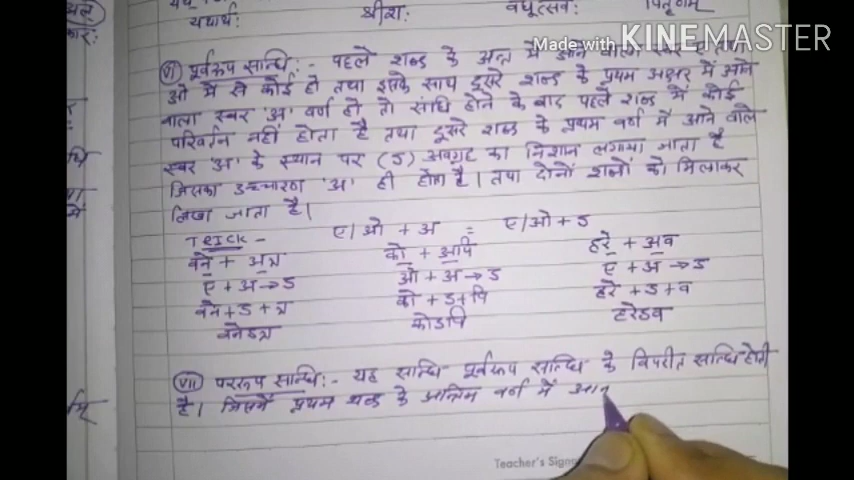 यथार्थः श्रीशः वधूत्सवः पितृणाम्
Made with KINEMASTER
VI पूर्वरूप सन्धि :- पहले शब्द के अन्त में आने वाला स्वर ए तथा
ओ में से कोई हो तथा इसके साथ दूसरे शब्द के प्रथम अक्षर में आने
वाला स्वर 'अ' वर्ण हो तो संधि होने के बाद पहले शब्द में कोई
परिवर्तन नहीं होता है तथा दूसरे शब्द के प्रथम वर्ण में आने वाले
स्वर 'अ' के स्थान पर (ऽ) अवग्रह का निशान लगाया जाता है
जिसका उच्चारण 'अ' ही होता है। तथा दोनों शब्दों को मिलाकर
लिखा जाता है।
TRICK - ए/ओ + अ = ए/ओ + ऽ
वने + अत्र को + अपि हरे + अव
ए + अ → ऽ ओ + अ → ऽ ए + अ → ऽ
वने + ऽ + त्र को + ऽ + पि हरे + ऽ + व
वनेऽत्र कोऽपि हरेऽव
VII पररूप सन्धि :- यह सन्धि पूर्वरूप सन्धि के विपरीत सन्धि होती
है। जिसमें प्रथम शब्द के अन्तिम वर्ण में आन
Teacher's Sign